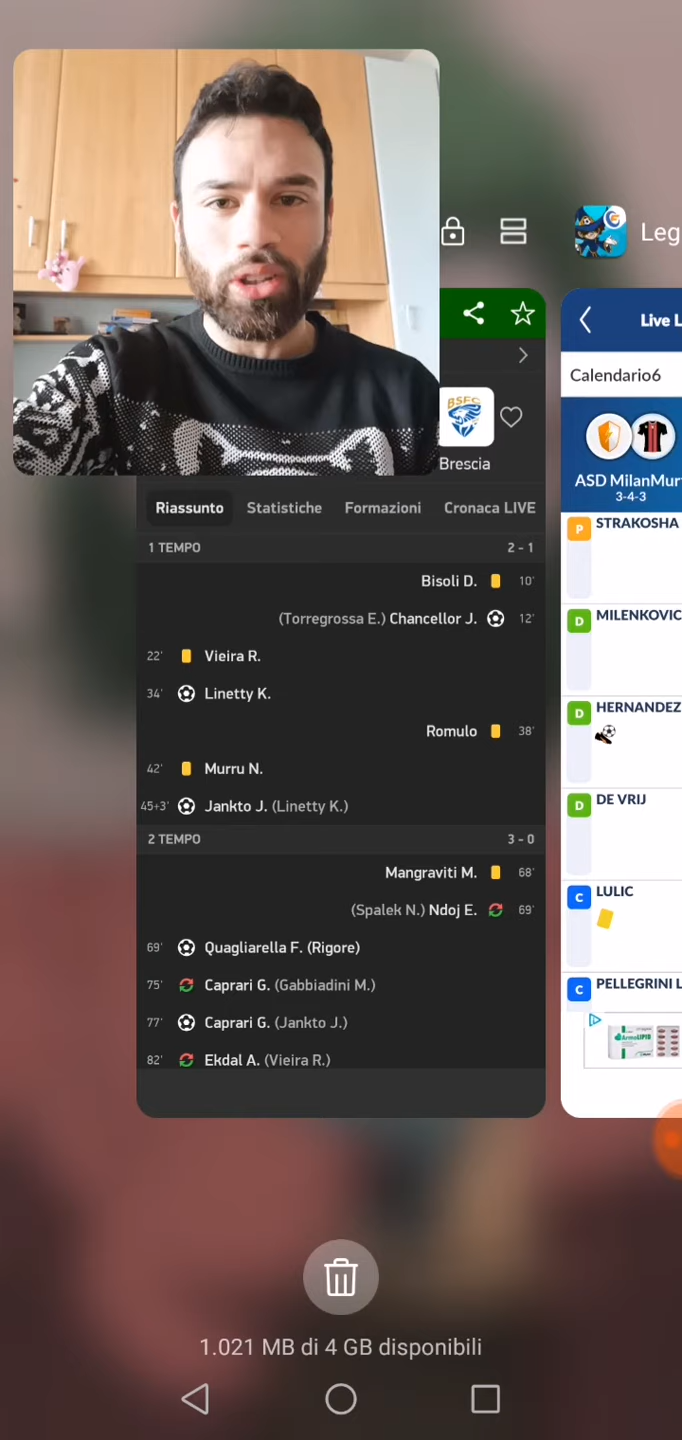 Leg
Live L
Calendario6
BSFC
Brescia
ASD MilanMur
3-4-3
Riassunto Statistiche Formazioni Cronaca LIVE
1 TEMPO 2 - 1
Bisoli D. 10'
(Torregrossa E.) Chancellor J. 12'
22' Vieira R.
34' Linetty K.
Romulo 38'
42' Murru N.
45+3' Jankto J. (Linetty K.)
2 TEMPO 3 - 0
Mangraviti M. 68'
(Spalek N.) Ndoj E. 69'
69' Quagliarella F. (Rigore)
75' Caprari G. (Gabbiadini M.)
77' Caprari G. (Jankto J.)
82' Ekdal A. (Vieira R.)
P STRAKOSHA
D MILENKOVIC
D HERNANDEZ
D DE VRIJ
C LULIC
C PELLEGRINI L
ArmoLIPID
1.021 MB di 4 GB disponibili